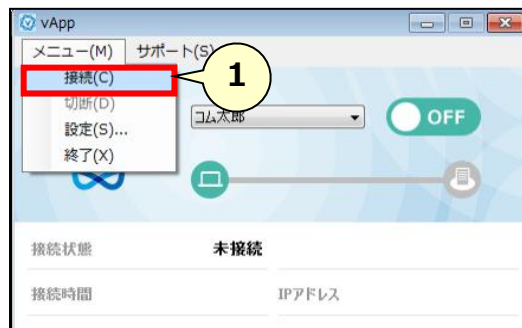 vApp
メニュー(M) サポート(S)
接続(C)
切断(D)
設定(S)...
終了(X)
1
コム太郎
OFF
接続状態 未接続
接続時間 IPアドレス